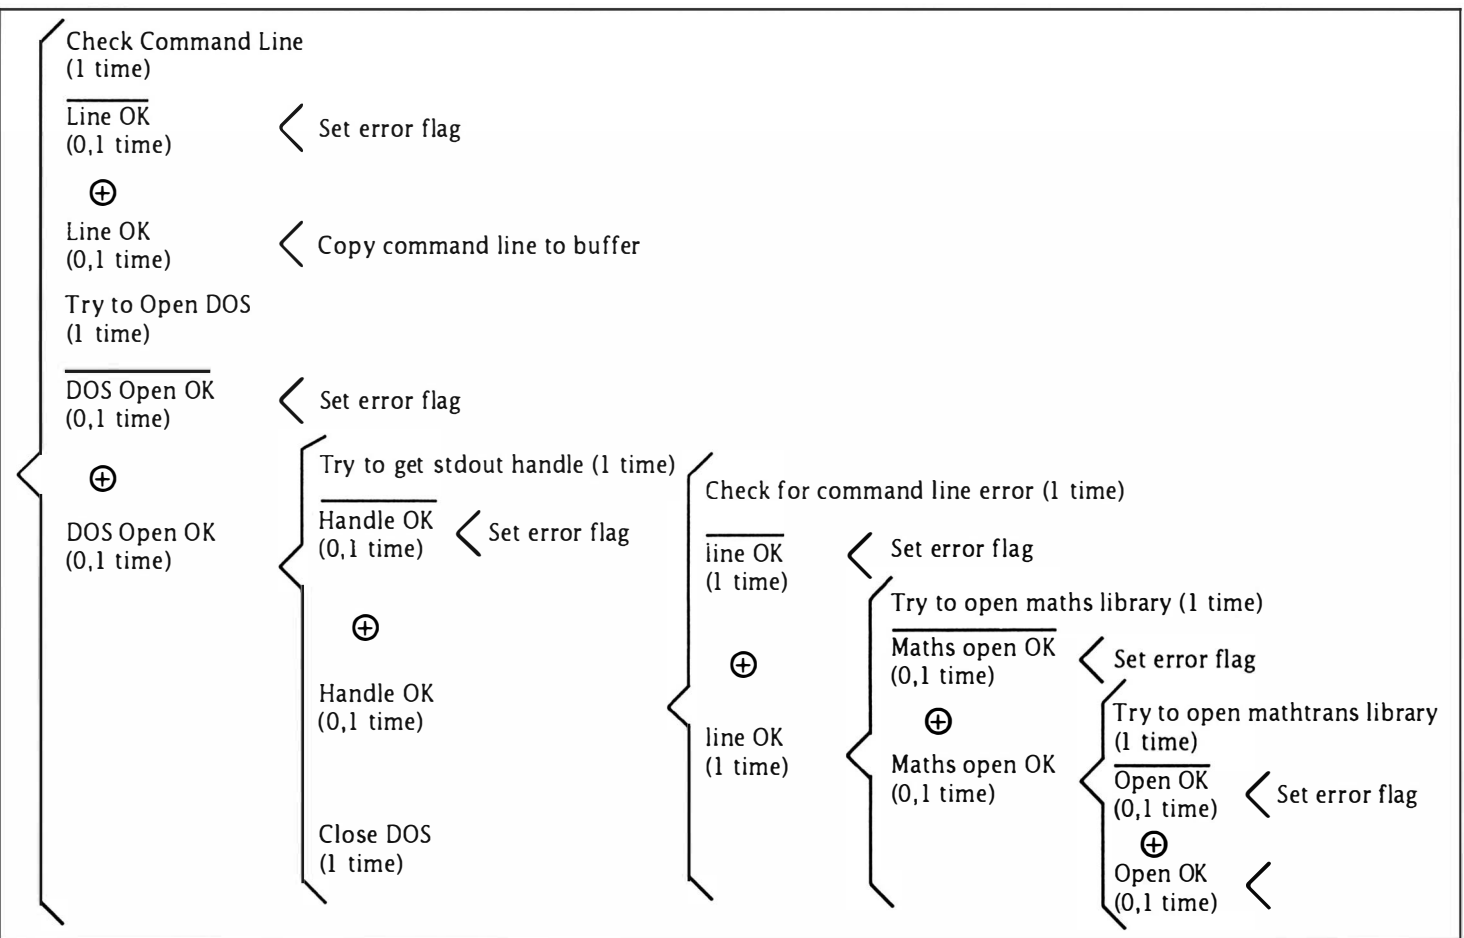 Check Command Line
(1 time)
Line OK
(0,1 time)
Set error flag
⊕
Line OK
(0,1 time)
Copy command line to buffer
Try to Open DOS
(1 time)
DOS Open OK
(0,1 time)
Set error flag
⊕
DOS Open OK
(0,1 time)
Try to get stdout handle (1 time)
Handle OK
(0,1 time)
Set error flag
⊕
Handle OK
(0,1 time)
Close DOS
(1 time)
Check for command line error (1 time)
line OK
(1 time)
Set error flag
⊕
line OK
(1 time)
Try to open maths library (1 time)
Maths open OK
(0,1 time)
Set error flag
⊕
Maths open OK
(0,1 time)
Try to open mathtrans library
(1 time)
Open OK
(0,1 time)
Set error flag
⊕
Open OK
(0,1 time)